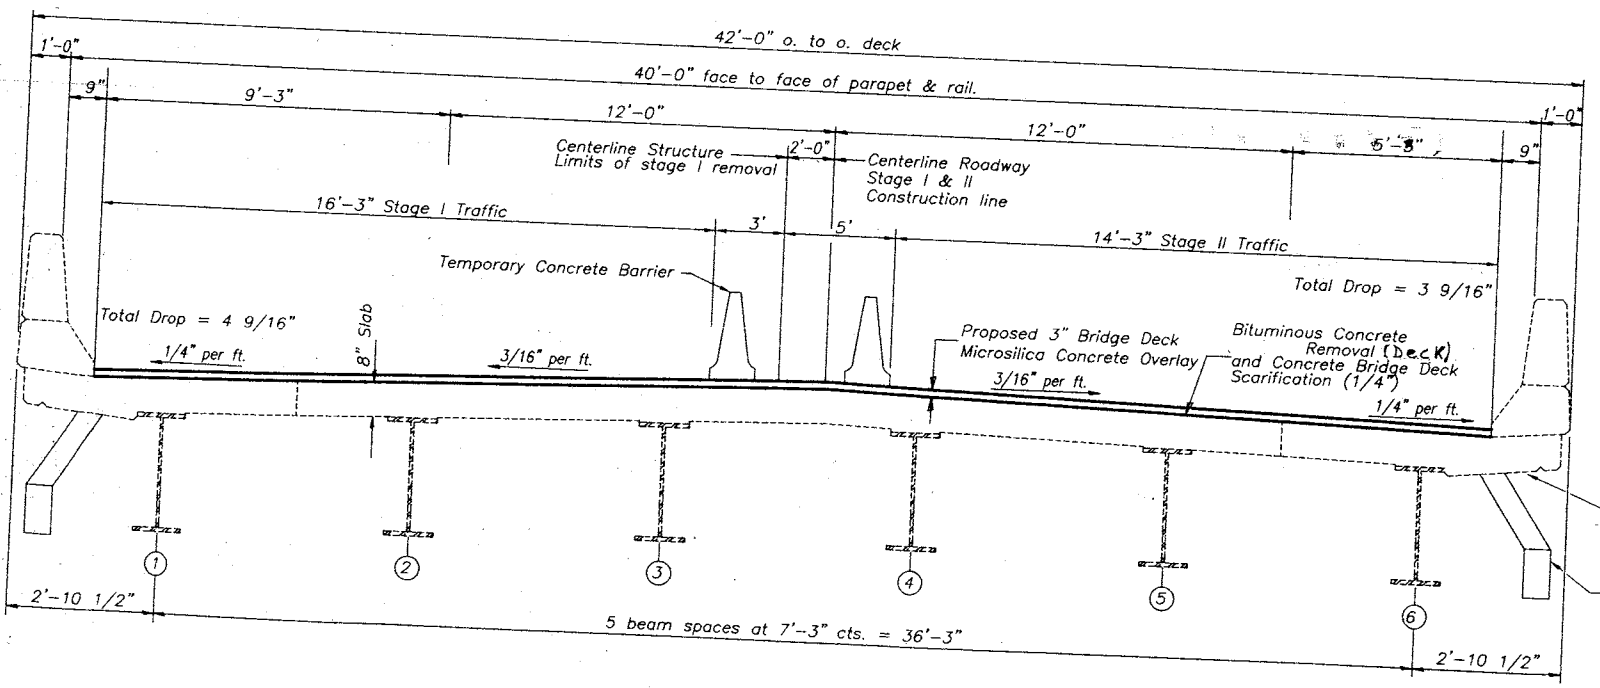 42'-0" o. to o. deck
1'-0"
40'-0" face to face of parapet & rail.
1'-0"
9"
9'-3"
12'-0"
12'-0"
9"
Centerline Structure
Limits of stage I removal
2'-0"
Centerline Roadway
Stage I & II
Construction line
16'-3" Stage I Traffic
3'
5'
14'-3" Stage II Traffic
Temporary Concrete Barrier
Total Drop = 3 9/16"
Total Drop = 4 9/16"
8" Slab
1/4" per ft.
3/16" per ft.
Proposed 3" Bridge Deck
Microsilica Concrete Overlay
3/16" per ft.
Bituminous Concrete
Removal (Deck)
and Concrete Bridge Deck
Scarification (1/4")
1/4" per ft.
1
2
3
4
5
6
2'-10 1/2"
5 beam spaces at 7'-3" cts. = 36'-3"
2'-10 1/2"